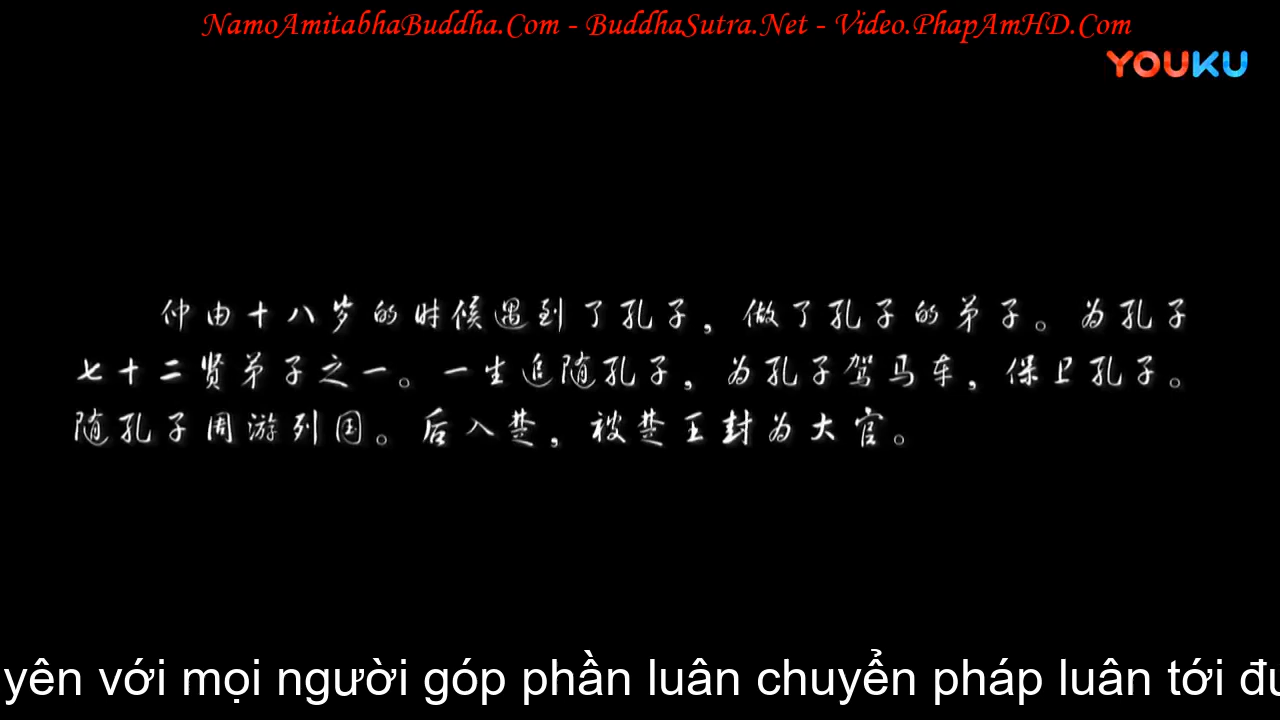 NamoAmitabhaBuddha.Com - BuddhaSutra.Net - Video.PhapAmHD.Com
YOUKU
仲由十八岁的时候遇到了孔子，做了孔子的弟子。为孔子
七十二贤弟子之一。一生追随孔子，为孔子驾马车，保卫孔子。
随孔子周游列国。后入楚，被楚王封为大官。
yên với mọi người góp phần luân chuyển pháp luân tới đu